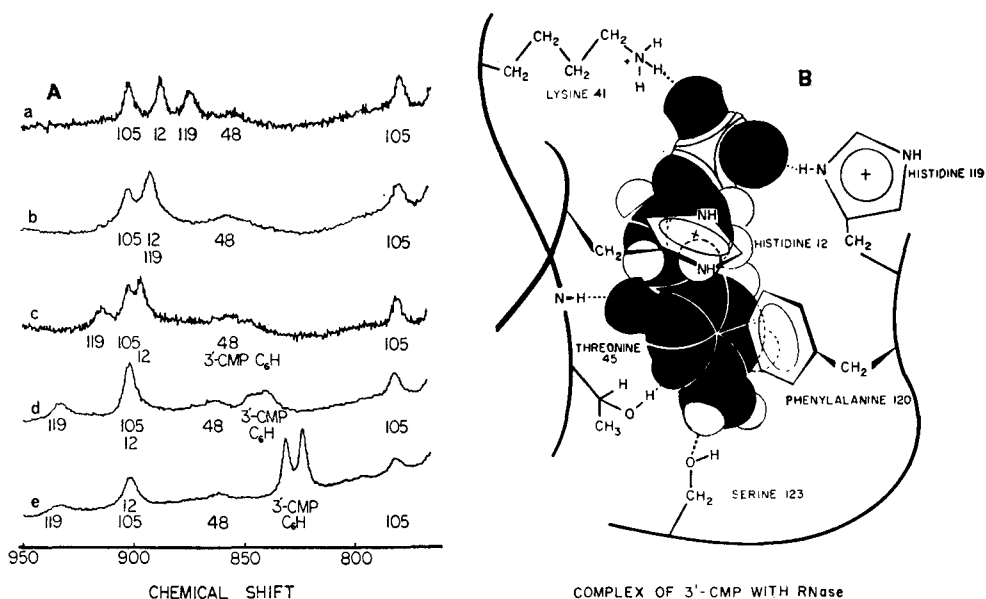 A
a
105 12 119 48 105
b
105 12 48 105
119
c
119 105 48 105
12 3'-CMP C6H
d
119 105 48 3'-CMP 105
12 C6H
e
12 3'-CMP
119 105 48 C6H 105
950 900 850
CHEMICAL SHIFT
B
CH2 CH2 H
CH2 CH2 N H
+ H
LYSINE 41
H N NH
+
HISTIDINE 119
CH2
NH
+
HISTIDINE 12
CH2
NH
N H
THREONINE
45
H
O H
CH3
CH2
PHENYLALANINE 120
O H
CH2 SERINE 123
COMPLEX OF 3'-CMP WITH RNase